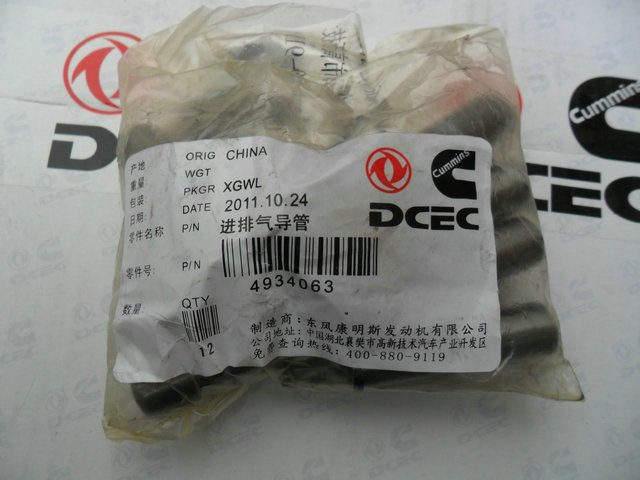 DCEC
Cummins
产地 ORIG CHINA
重量: WGT
包装: PKGR XGWL
日期: DATE 2011.10.24
零件名称 P/N 进排气导管
零件号: P/N
4934063
数量: QTY
12
Cummins
DCEC
制造商: 东风康明斯发动机有限公司
公司地址: 中国湖北襄樊市高新技术汽车产业开发区
免费查询热线: 400-880-9119